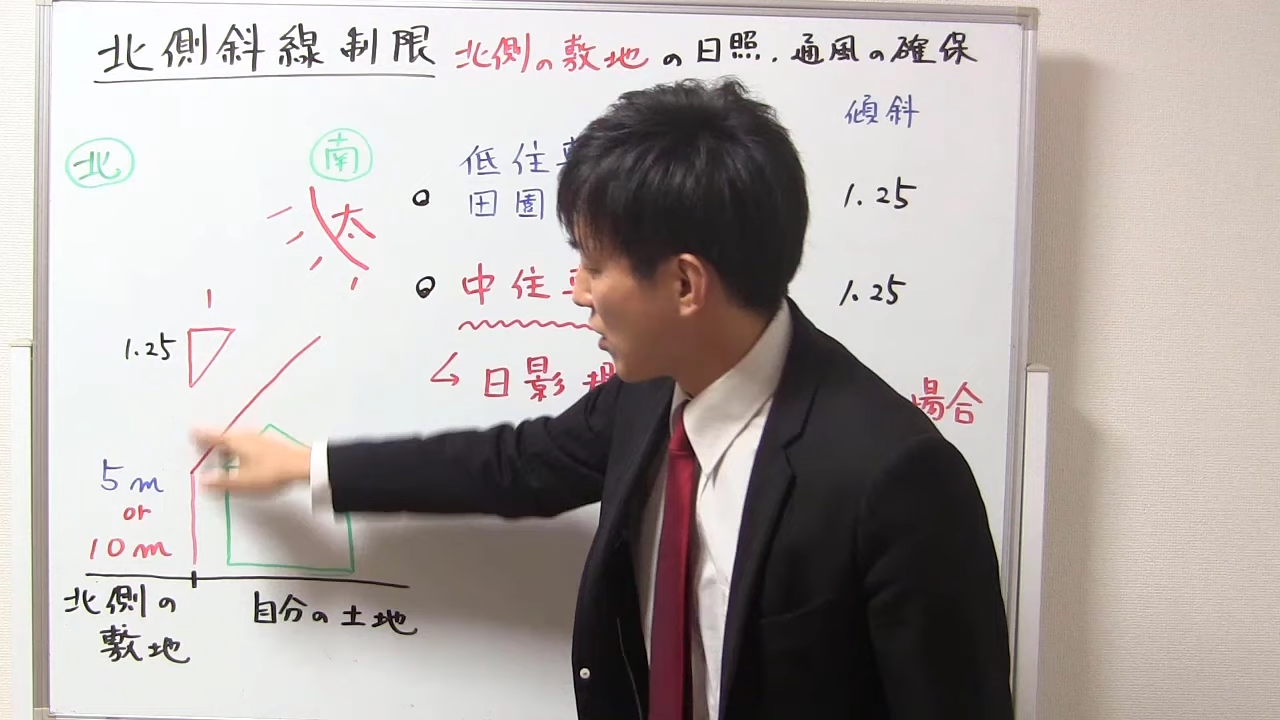 北側斜線制限 北側の敷地の日照.通風の確保
傾斜
北 南
低住専
田園
1.25
太
中住専
1.25
1
1.25
日影規
場合
5m
or
10m
北側の
敷地
自分の土地